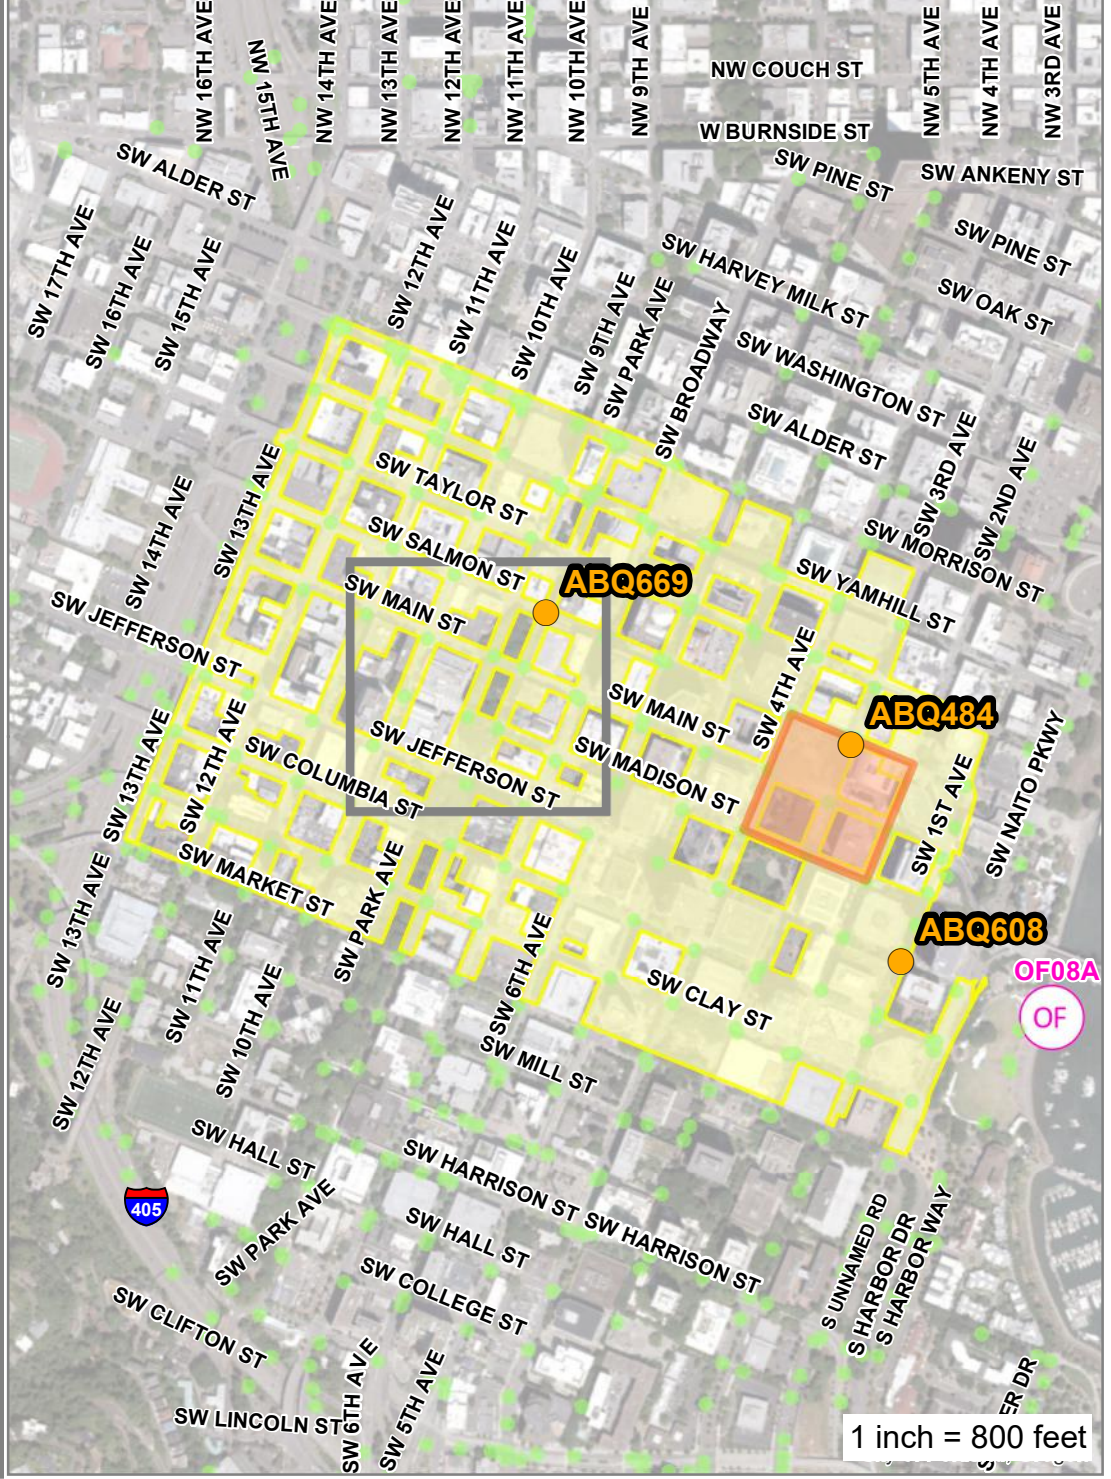 NW 16TH AVE
NW 15TH AVE
NW 14TH AVE
NW 13TH AVE
NW 12TH AVE
NW 11TH AVE
NW 10TH AVE
NW 9TH AVE
NW COUCH ST
NW 5TH AVE
NW 4TH AVE
NW 3RD AVE
W BURNSIDE ST
SW ALDER ST
SW PINE ST
SW ANKENY ST
SW 17TH AVE
SW 16TH AVE
SW 15TH AVE
SW 12TH AVE
SW 11TH AVE
SW 10TH AVE
SW 9TH AVE
SW PARK AVE
SW BROADWAY
SW HARVEY MILK ST
SW PINE ST
SW OAK ST
SW WASHINGTON ST
SW ALDER ST
SW 3RD AVE
SW 2ND AVE
SW 14TH AVE
SW 13TH AVE
SW TAYLOR ST
SW SALMON ST
SW MAIN ST
ABQ669
SW MORRISON ST
SW YAMHILL ST
SW JEFFERSON ST
SW 4TH AVE
SW MAIN ST
ABQ484
SW 13TH AVE
SW 12TH AVE
SW COLUMBIA ST
SW JEFFERSON ST
SW MADISON ST
SW 1ST AVE
SW NAITO PKWY
SW MARKET ST
SW PARK AVE
SW 13TH AVE
SW 11TH AVE
SW 10TH AVE
SW 6TH AVE
ABQ608
OF08A
OF
SW CLAY ST
SW 12TH AVE
SW MILL ST
SW HALL ST
SW HARRISON ST
SW HARRISON ST
405
SW PARK AVE
SW HALL ST
S UNNAMED RD
S HARBOR DR
S HARBOR WAY
SW COLLEGE ST
SW CLIFTON ST
SW LINCOLN ST
SW 6TH AVE
SW 5TH AVE
ER DR
1 inch = 800 feet